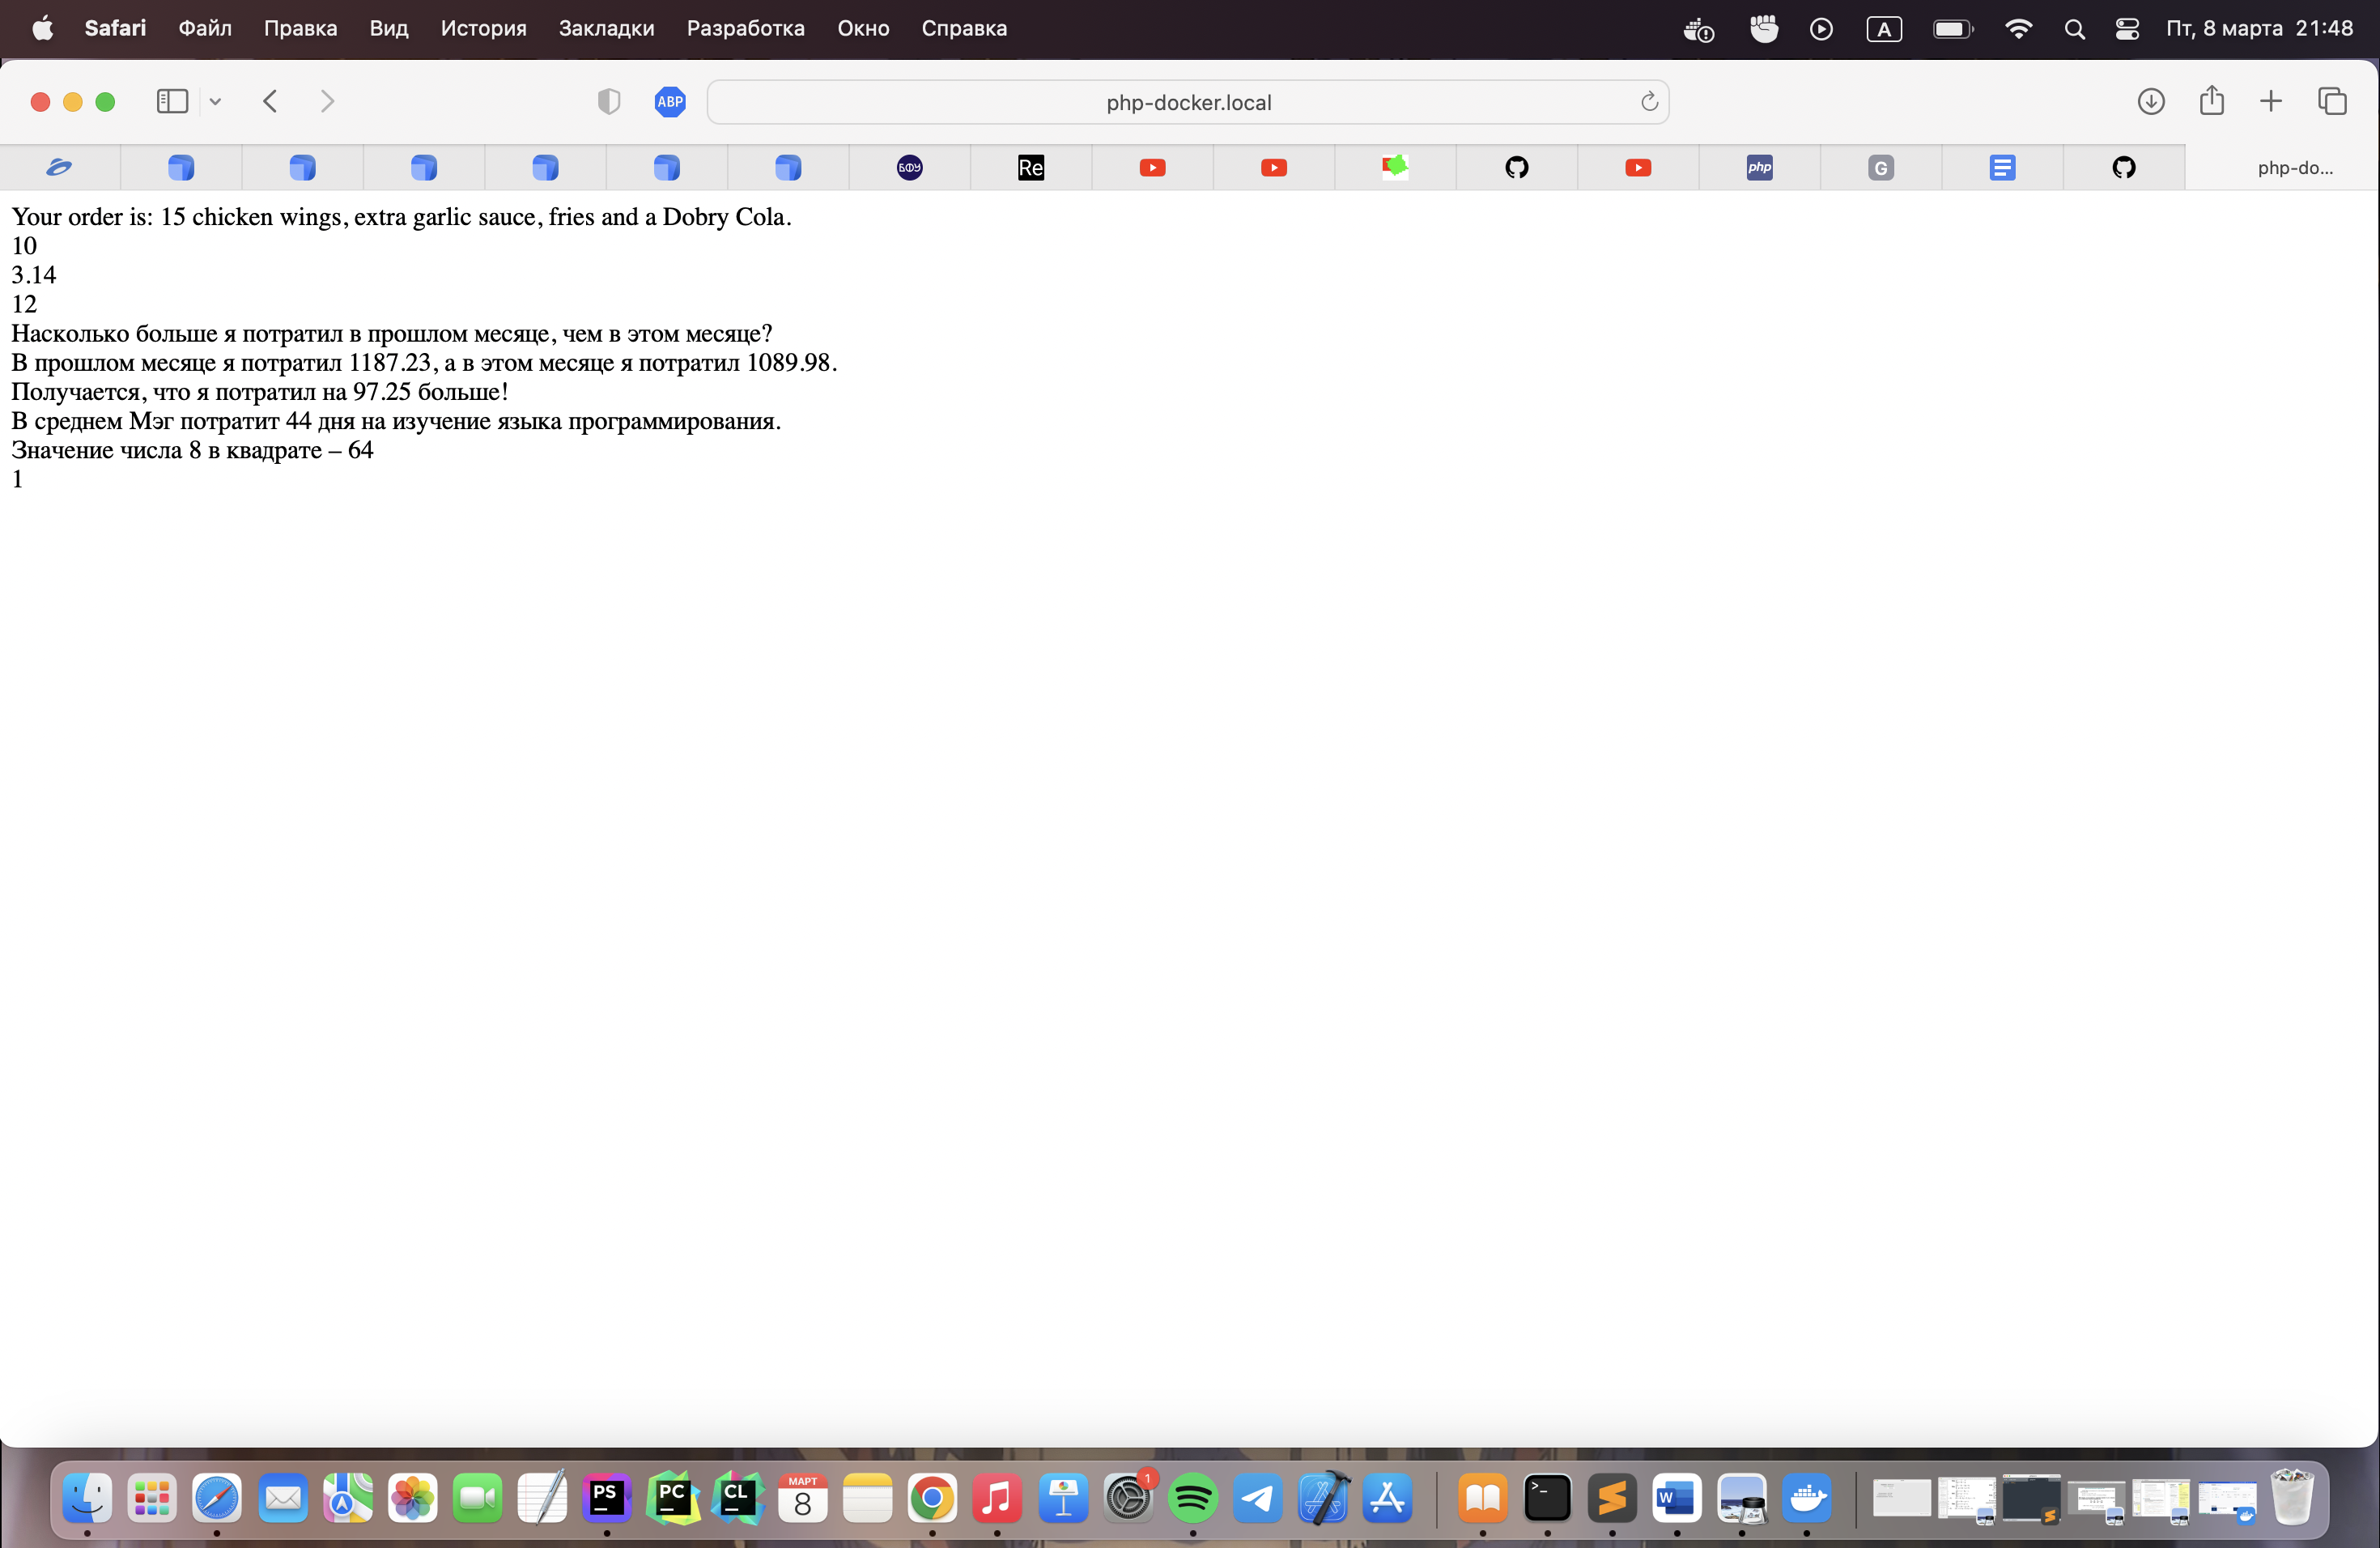 Safari Файл Правка Вид История Закладки Разработка Окно Справка A Пт, 8 марта 21:48
ABP php-docker.local
БФУ Re php G php-do...
Your order is: 15 chicken wings, extra garlic sauce, fries and a Dobry Cola.
10
3.14
12
Насколько больше я потратил в прошлом месяце, чем в этом месяце?
В прошлом месяце я потратил 1187.23, а в этом месяце я потратил 1089.98.
Получается, что я потратил на 97.25 больше!
В среднем Мэг потратит 44 дня на изучение языка программирования.
Значение числа 8 в квадрате – 64
1
PS PC CL МАРТ 8 1 >_ W